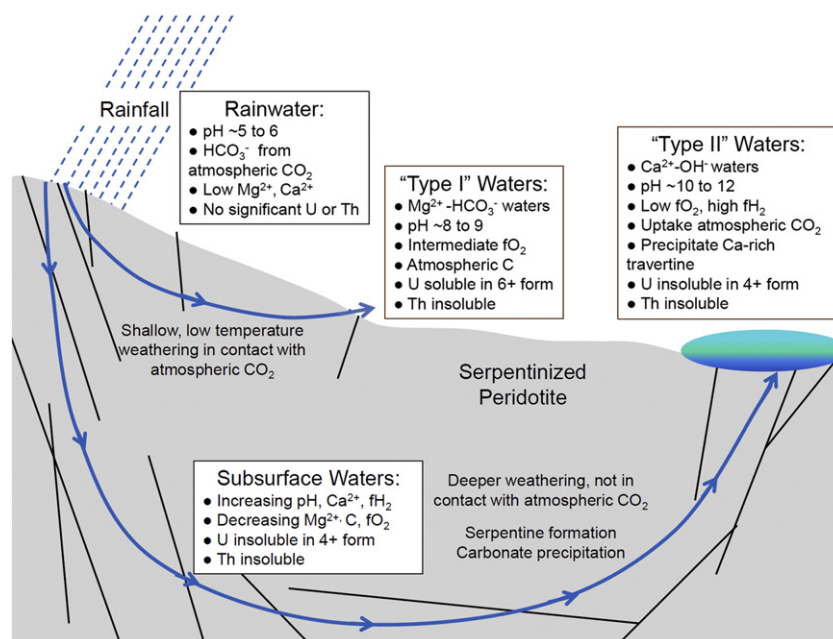 Rainfall
Rainwater:
● pH ~5 to 6
● HCO₃⁻ from
atmospheric CO₂
● Low Mg²⁺, Ca²⁺
● No significant U or Th
"Type I" Waters:
● Mg²⁺ -HCO₃⁻ waters
● pH ~8 to 9
● Intermediate fO₂
● Atmospheric C
● U soluble in 6+ form
● Th insoluble
"Type II" Waters:
● Ca²⁺-OH⁻ waters
● pH ~10 to 12
● Low fO₂, high fH₂
● Uptake atmospheric CO₂
● Precipitate Ca-rich
travertine
● U insoluble in 4+ form
● Th insoluble
Shallow, low temperature
weathering in contact with
atmospheric CO₂
Serpentinized
Peridotite
Subsurface Waters:
● Increasing pH, Ca²⁺, fH₂
● Decreasing Mg²⁺, C, fO₂
● U insoluble in 4+ form
● Th insoluble
Deeper weathering, not in
contact with atmospheric CO₂
Serpentine formation
Carbonate precipitation